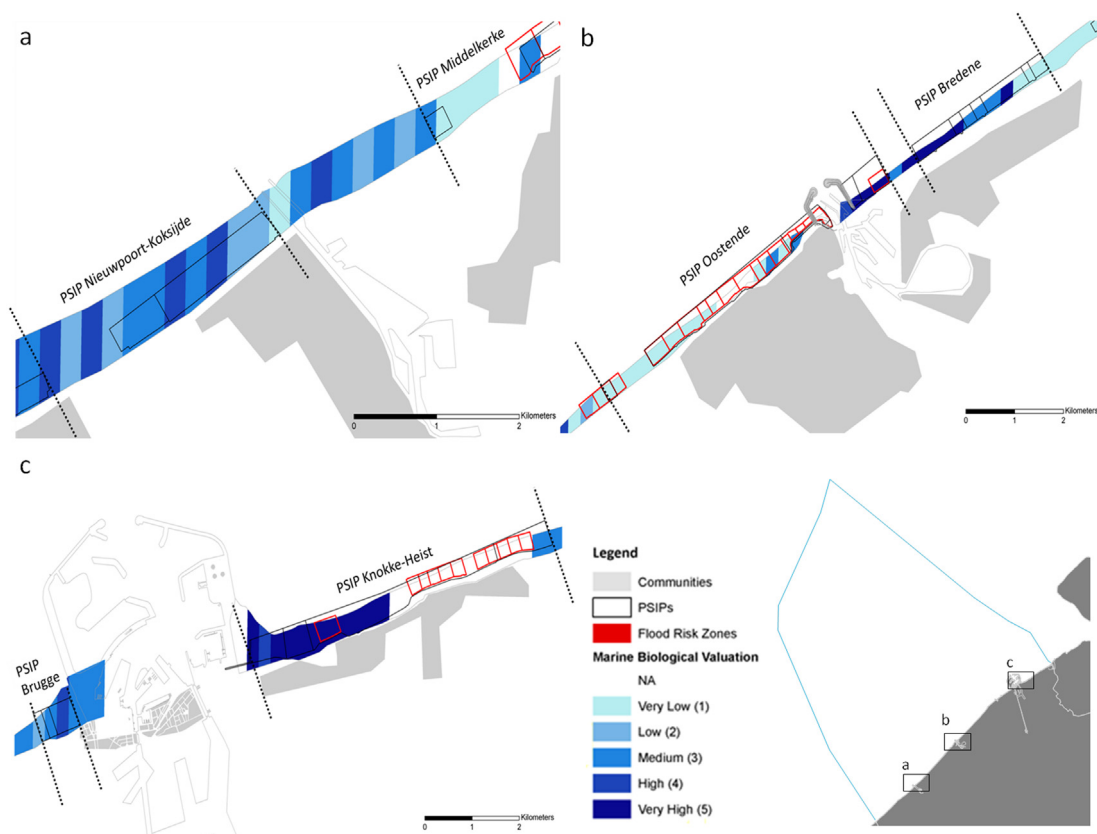 a
PSIP Nieuwpoort-Koksijde
PSIP Middelkerke
Kilometers
0 1 2
b
PSIP Oostende
PSIP Bredene
Kilometers
0 1 2
c
PSIP
Brugge
PSIP Knokke-Heist
Kilometers
0 1 2
Legend
Communities
PSIPs
Flood Risk Zones
Marine Biological Valuation
NA
Very Low (1)
Low (2)
Medium (3)
High (4)
Very High (5)
c
b
a